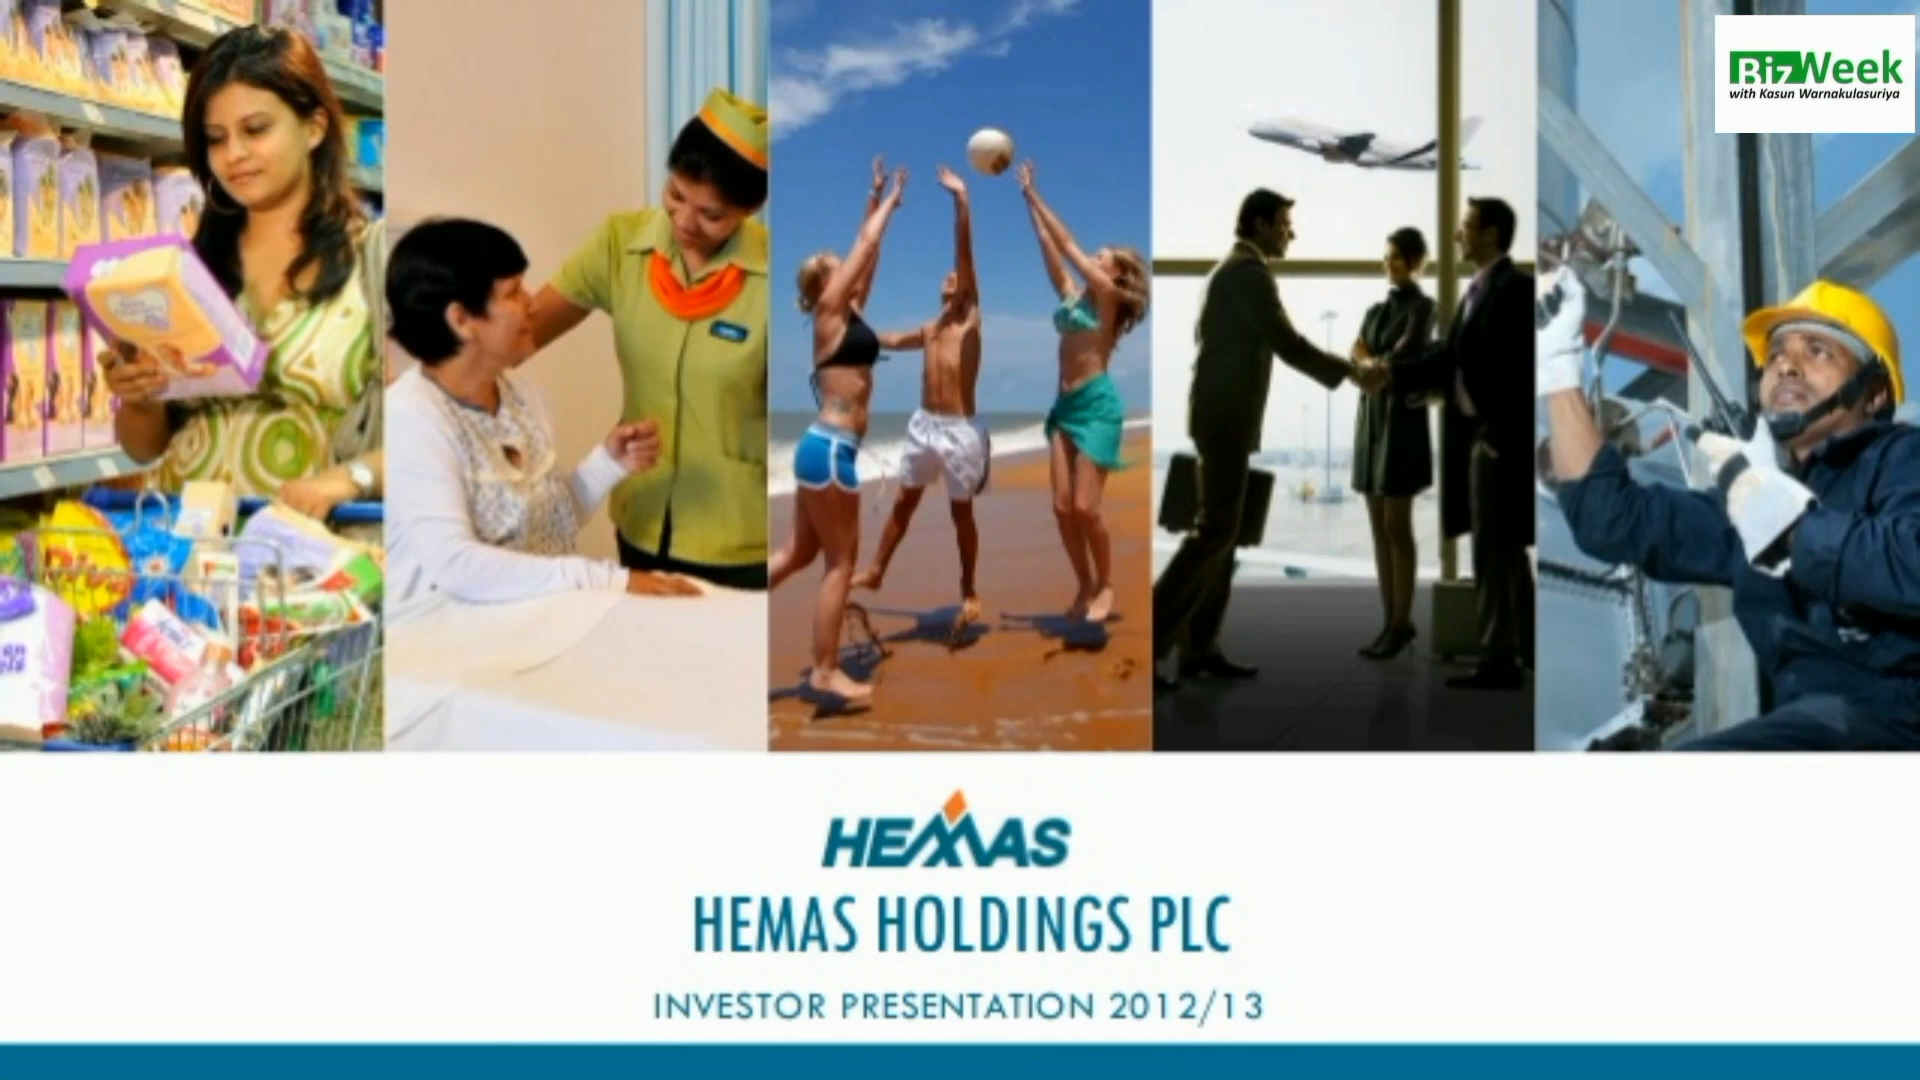 BizWeek
with Kasun Warnakulasuriya
HEMAS
HEMAS HOLDINGS PLC
INVESTOR PRESENTATION 2012/13